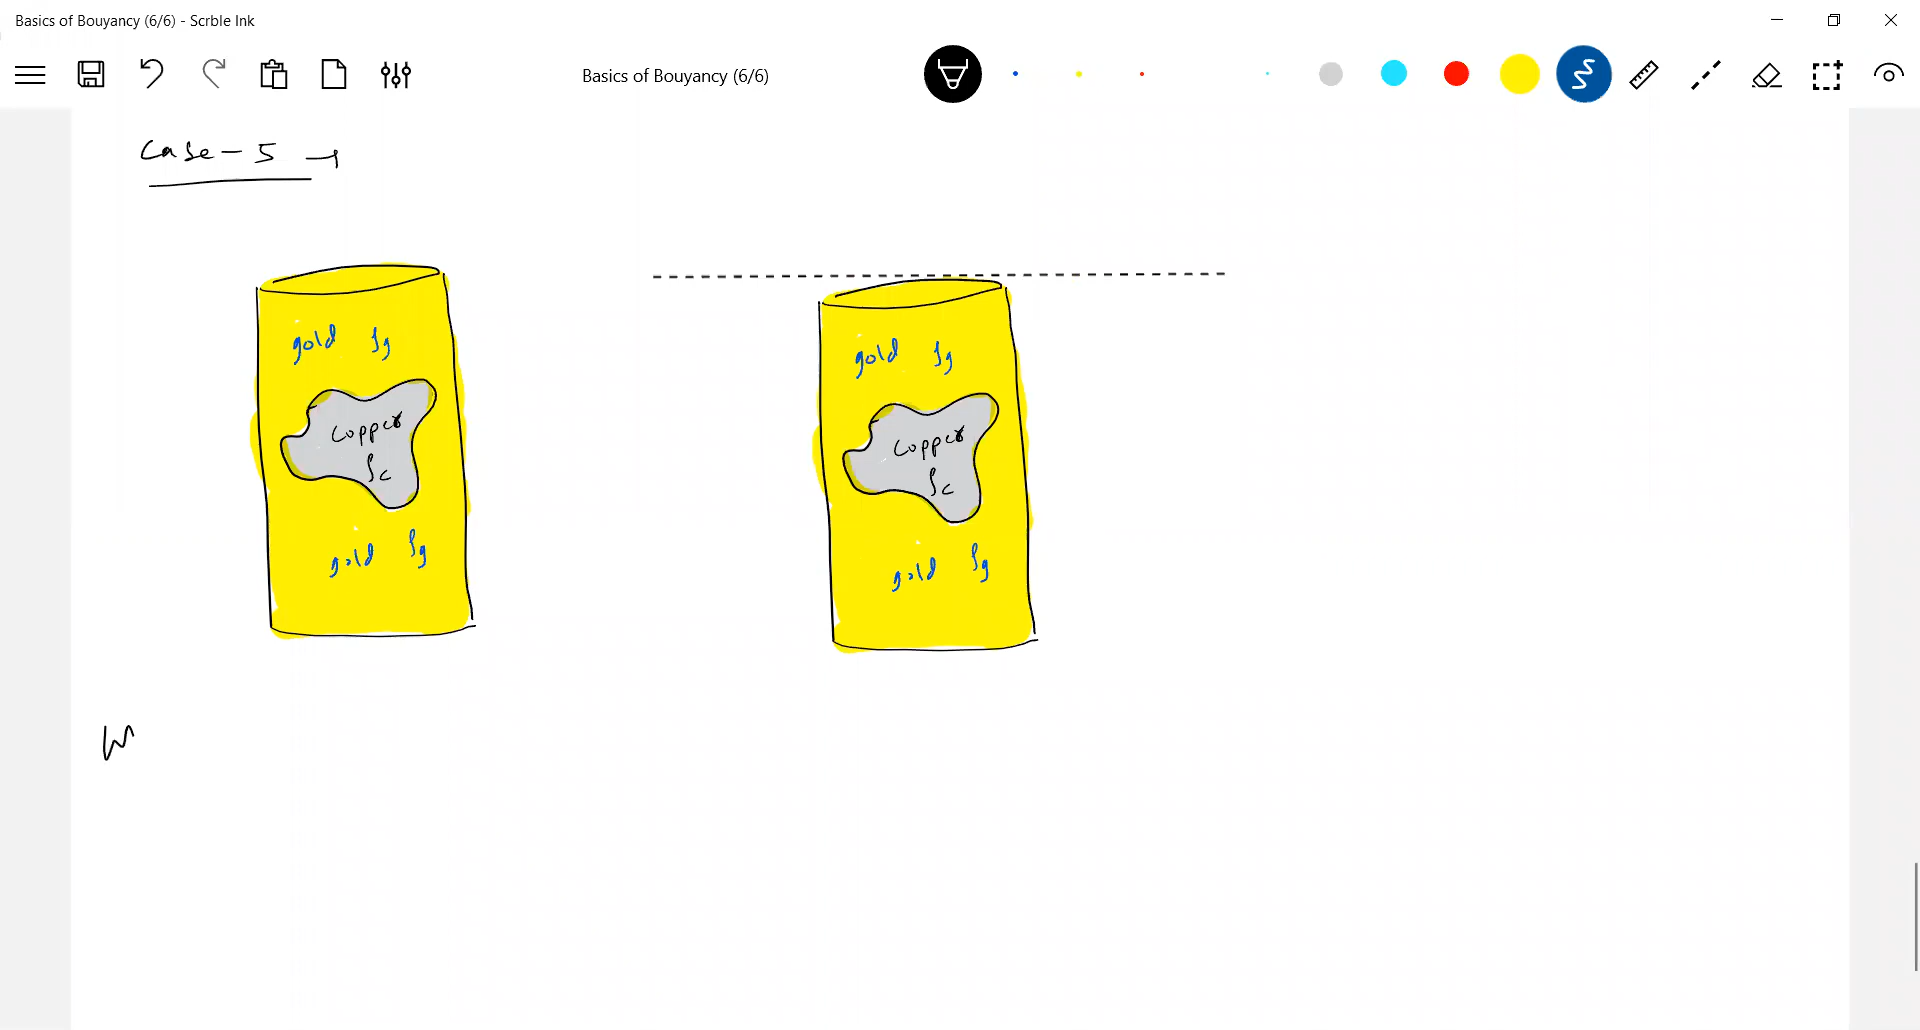 Basics of Bouyancy (6/6) - Scrble Ink
Basics of Bouyancy (6/6)
Case - 5 →
gold ρg
Copper
ρc
gold ρg
gold ρg
Copper
ρc
gold ρg
W